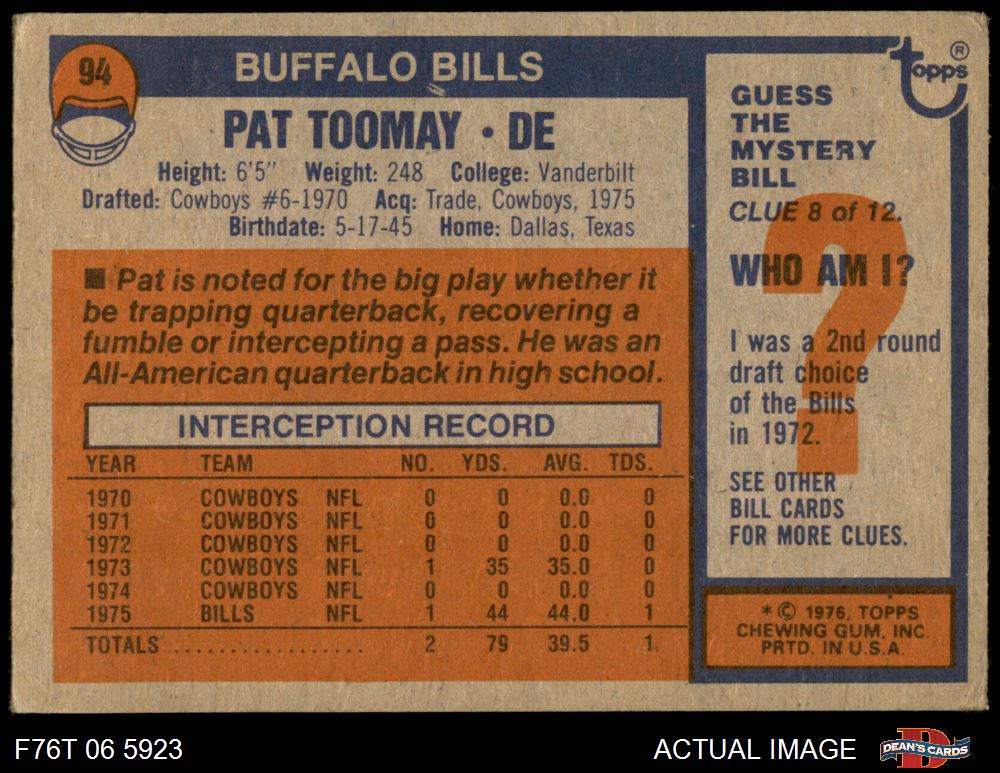 94
BUFFALO BILLS
PAT TOOMAY • DE
Height: 6'5" Weight: 248 College: Vanderbilt
Drafted: Cowboys #6-1970 Acq: Trade, Cowboys, 1975
Birthdate: 5-17-45 Home: Dallas, Texas
■ Pat is noted for the big play whether it
be trapping quarterback, recovering a
fumble or intercepting a pass. He was an
All-American quarterback in high school.
INTERCEPTION RECORD
YEAR TEAM NO. YDS. AVG. TDS.
1970 COWBOYS NFL 0 0 0.0 0
1971 COWBOYS NFL 0 0 0.0 0
1972 COWBOYS NFL 0 0 0.0 0
1973 COWBOYS NFL 1 35 35.0 0
1974 COWBOYS NFL 0 0 0.0 0
1975 BILLS NFL 1 44 44.0 1
TOTALS .................. 2 79 39.5 1
topps ®
GUESS
THE
MYSTERY
BILL
CLUE 8 of 12.
WHO AM I?
I was a 2nd round
draft choice
of the Bills
in 1972.
SEE OTHER
BILL CARDS
FOR MORE CLUES.
* © 1976, TOPPS
CHEWING GUM, INC.
PRTD. IN U.S.A.
F76T 06 5923
ACTUAL IMAGE
DEAN'S CARDS